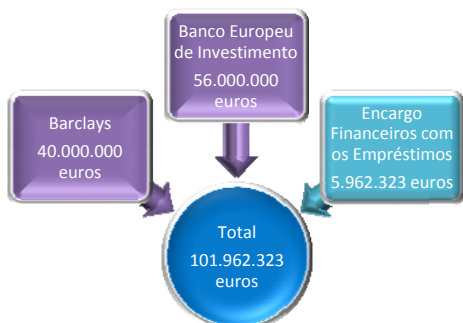 Banco Europeu
de Investimento
56.000.000
euros
Barclays
40.000.000
euros
Encargo
Financeiros com
os Empréstimos
5.962.323 euros
Total
101.962.323
euros